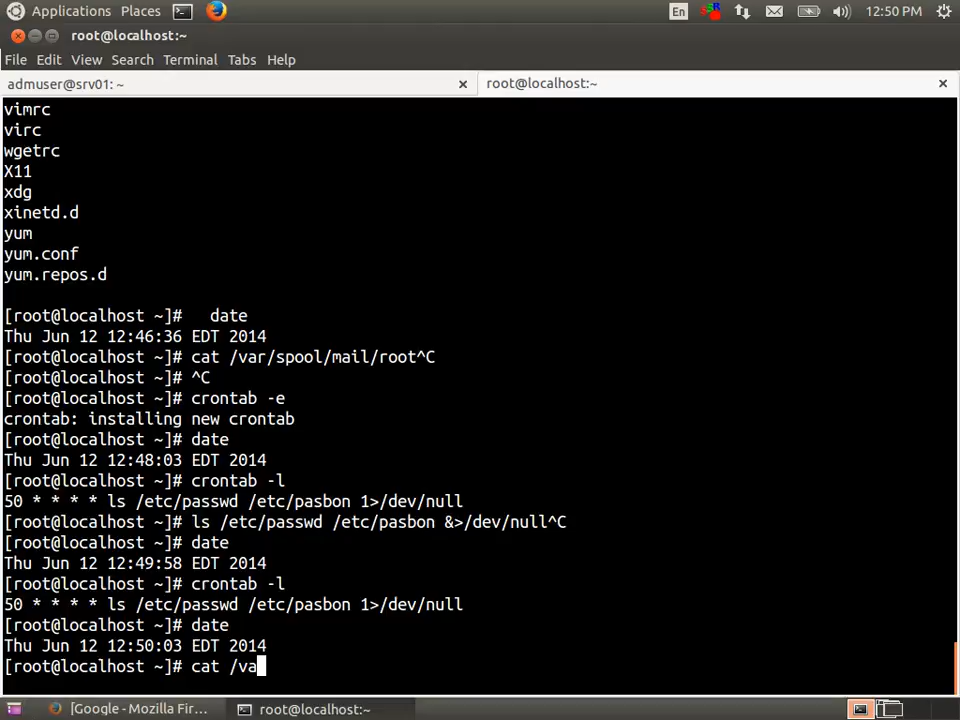 Applications Places En 12:50 PM
root@localhost:~
File Edit View Search Terminal Tabs Help
admuser@srv01: ~ × root@localhost:~ ×
vimrc
virc
wgetrc
X11
xdg
xinetd.d
yum
yum.conf
yum.repos.d
[root@localhost ~]#   date
Thu Jun 12 12:46:36 EDT 2014
[root@localhost ~]# cat /var/spool/mail/root^C
[root@localhost ~]# ^C
[root@localhost ~]# crontab -e
crontab: installing new crontab
[root@localhost ~]# date
Thu Jun 12 12:48:03 EDT 2014
[root@localhost ~]# crontab -l
50 * * * * ls /etc/passwd /etc/pasbon 1>/dev/null
[root@localhost ~]# ls /etc/passwd /etc/pasbon &>/dev/null^C
[root@localhost ~]# date
Thu Jun 12 12:49:58 EDT 2014
[root@localhost ~]# crontab -l
50 * * * * ls /etc/passwd /etc/pasbon 1>/dev/null
[root@localhost ~]# date
Thu Jun 12 12:50:03 EDT 2014
[root@localhost ~]# cat /va
[Google - Mozilla Fir... root@localhost:~